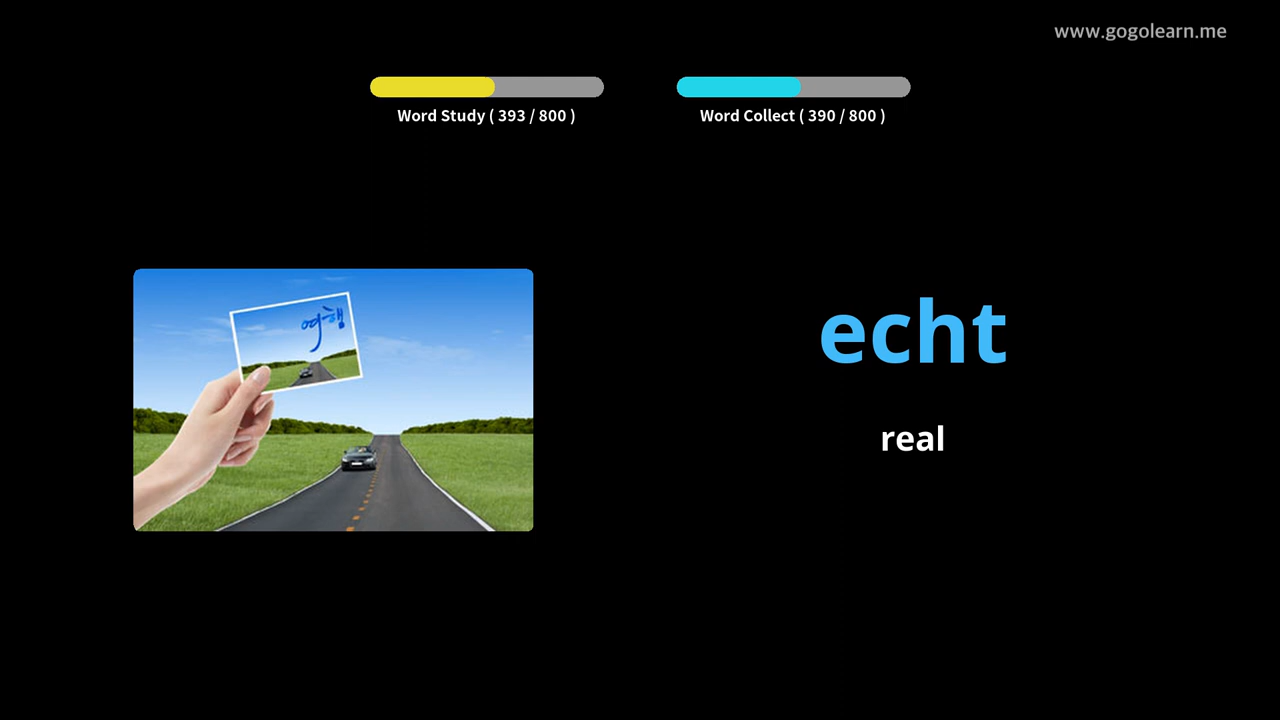 www.gogolearn.me
Word Study ( 393 / 800 )
Word Collect ( 390 / 800 )
여행
echt
real